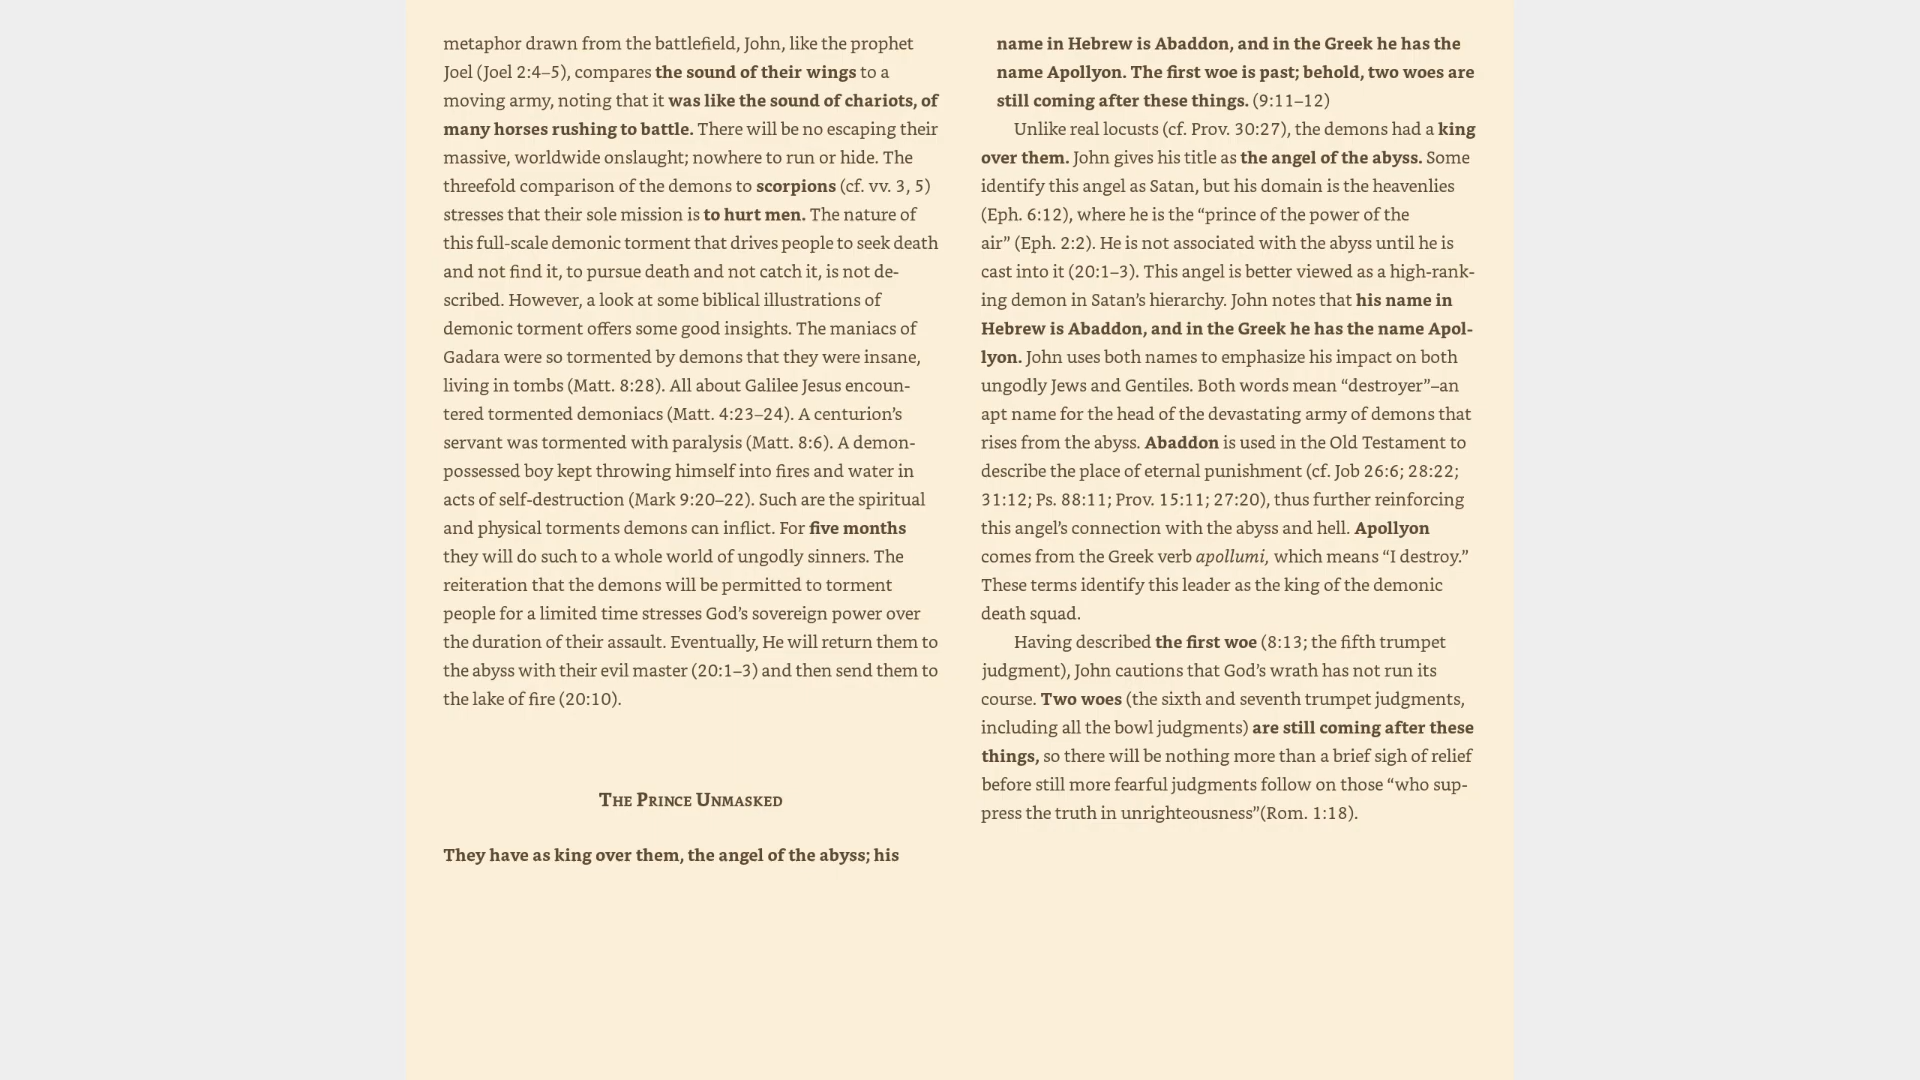 metaphor drawn from the battlefield, John, like the prophet
Joel (Joel 2:4–5), compares the sound of their wings to a
moving army, noting that it was like the sound of chariots, of
many horses rushing to battle. There will be no escaping their
massive, worldwide onslaught; nowhere to run or hide. The
threefold comparison of the demons to scorpions (cf. vv. 3, 5)
stresses that their sole mission is to hurt men. The nature of
this full-scale demonic torment that drives people to seek death
and not find it, to pursue death and not catch it, is not de-
scribed. However, a look at some biblical illustrations of
demonic torment offers some good insights. The maniacs of
Gadara were so tormented by demons that they were insane,
living in tombs (Matt. 8:28). All about Galilee Jesus encoun-
tered tormented demoniacs (Matt. 4:23–24). A centurion’s
servant was tormented with paralysis (Matt. 8:6). A demon-
possessed boy kept throwing himself into fires and water in
acts of self-destruction (Mark 9:20–22). Such are the spiritual
and physical torments demons can inflict. For five months
they will do such to a whole world of ungodly sinners. The
reiteration that the demons will be permitted to torment
people for a limited time stresses God’s sovereign power over
the duration of their assault. Eventually, He will return them to
the abyss with their evil master (20:1–3) and then send them to
the lake of fire (20:10).
The Prince Unmasked
They have as king over them, the angel of the abyss; his
name in Hebrew is Abaddon, and in the Greek he has the
name Apollyon. The first woe is past; behold, two woes are
still coming after these things. (9:11–12)
Unlike real locusts (cf. Prov. 30:27), the demons had a king
over them. John gives his title as the angel of the abyss. Some
identify this angel as Satan, but his domain is the heavenlies
(Eph. 6:12), where he is the “prince of the power of the
air” (Eph. 2:2). He is not associated with the abyss until he is
cast into it (20:1–3). This angel is better viewed as a high-rank-
ing demon in Satan’s hierarchy. John notes that his name in
Hebrew is Abaddon, and in the Greek he has the name Apol-
lyon. John uses both names to emphasize his impact on both
ungodly Jews and Gentiles. Both words mean “destroyer”–an
apt name for the head of the devastating army of demons that
rises from the abyss. Abaddon is used in the Old Testament to
describe the place of eternal punishment (cf. Job 26:6; 28:22;
31:12; Ps. 88:11; Prov. 15:11; 27:20), thus further reinforcing
this angel’s connection with the abyss and hell. Apollyon
comes from the Greek verb apollumi, which means “I destroy.”
These terms identify this leader as the king of the demonic
death squad.
Having described the first woe (8:13; the fifth trumpet
judgment), John cautions that God’s wrath has not run its
course. Two woes (the sixth and seventh trumpet judgments,
including all the bowl judgments) are still coming after these
things, so there will be nothing more than a brief sigh of relief
before still more fearful judgments follow on those “who sup-
press the truth in unrighteousness”(Rom. 1:18).